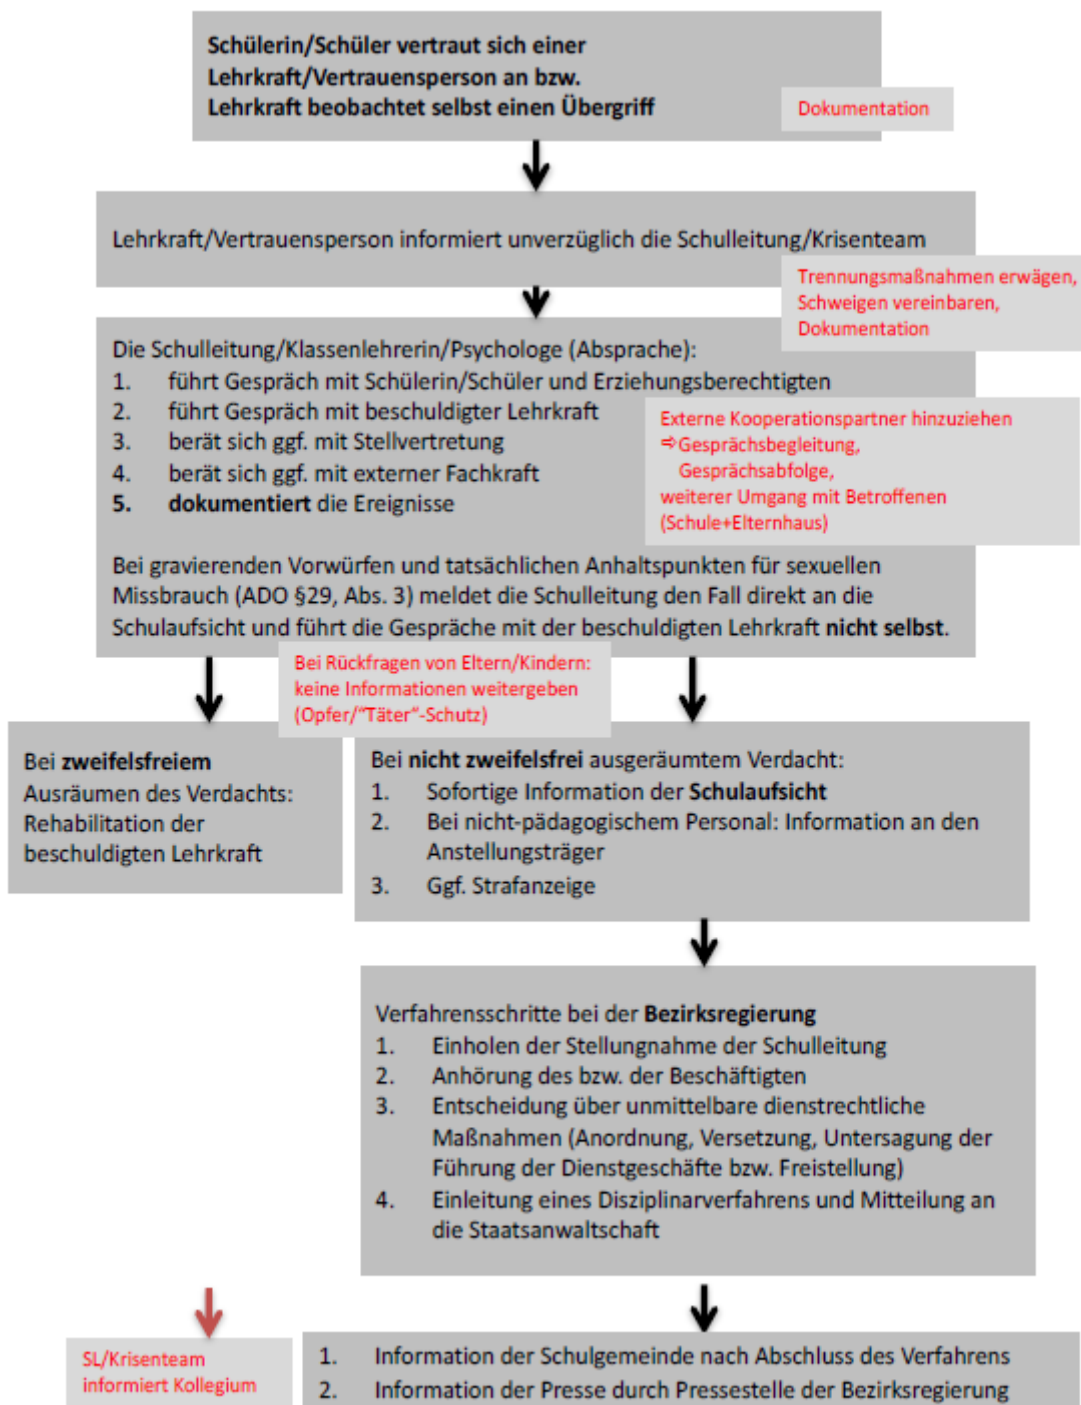 Schülerin/Schüler vertraut sich einer
Lehrkraft/Vertrauensperson an bzw.
Lehrkraft beobachtet selbst einen Übergriff
Dokumentation
Lehrkraft/Vertrauensperson informiert unverzüglich die Schulleitung/Krisenteam
Trennungsmaßnahmen erwägen,
Schweigen vereinbaren,
Dokumentation
Die Schulleitung/Klassenlehrerin/Psychologe (Absprache):
1. führt Gespräch mit Schülerin/Schüler und Erziehungsberechtigten
2. führt Gespräch mit beschuldigter Lehrkraft
3. berät sich ggf. mit Stellvertretung
4. berät sich ggf. mit externer Fachkraft
5. dokumentiert die Ereignisse
Externe Kooperationspartner hinzuziehen
⇨Gesprächsbegleitung,
Gesprächsabfolge,
weiterer Umgang mit Betroffenen
(Schule+Elternhaus)
Bei gravierenden Vorwürfen und tatsächlichen Anhaltspunkten für sexuellen
Missbrauch (ADO §29, Abs. 3) meldet die Schulleitung den Fall direkt an die
Schulaufsicht und führt die Gespräche mit der beschuldigten Lehrkraft nicht selbst.
Bei Rückfragen von Eltern/Kindern:
keine Informationen weitergeben
(Opfer/"Täter"-Schutz)
Bei zweifelsfreiem
Ausräumen des Verdachts:
Rehabilitation der
beschuldigten Lehrkraft
Bei nicht zweifelsfrei ausgeräumtem Verdacht:
1. Sofortige Information der Schulaufsicht
2. Bei nicht-pädagogischem Personal: Information an den
Anstellungsträger
3. Ggf. Strafanzeige
Verfahrensschritte bei der Bezirksregierung
1. Einholen der Stellungnahme der Schulleitung
2. Anhörung des bzw. der Beschäftigten
3. Entscheidung über unmittelbare dienstrechtliche
Maßnahmen (Anordnung, Versetzung, Untersagung der
Führung der Dienstgeschäfte bzw. Freistellung)
4. Einleitung eines Disziplinarverfahrens und Mitteilung an
die Staatsanwaltschaft
SL/Krisenteam
informiert Kollegium
1. Information der Schulgemeinde nach Abschluss des Verfahrens
2. Information der Presse durch Pressestelle der Bezirksregierung